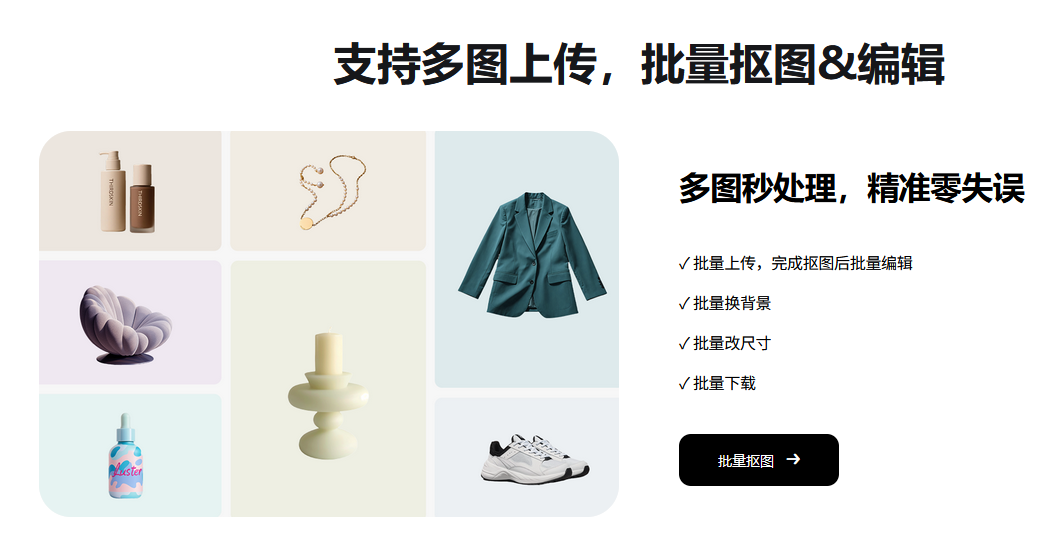 支持多图上传，批量抠图&编辑
THIRDSKIN
THIRDSKIN
Luster
多图秒处理，精准零失误
✓ 批量上传，完成抠图后批量编辑
✓ 批量换背景
✓ 批量改尺寸
✓ 批量下载
批量抠图 →